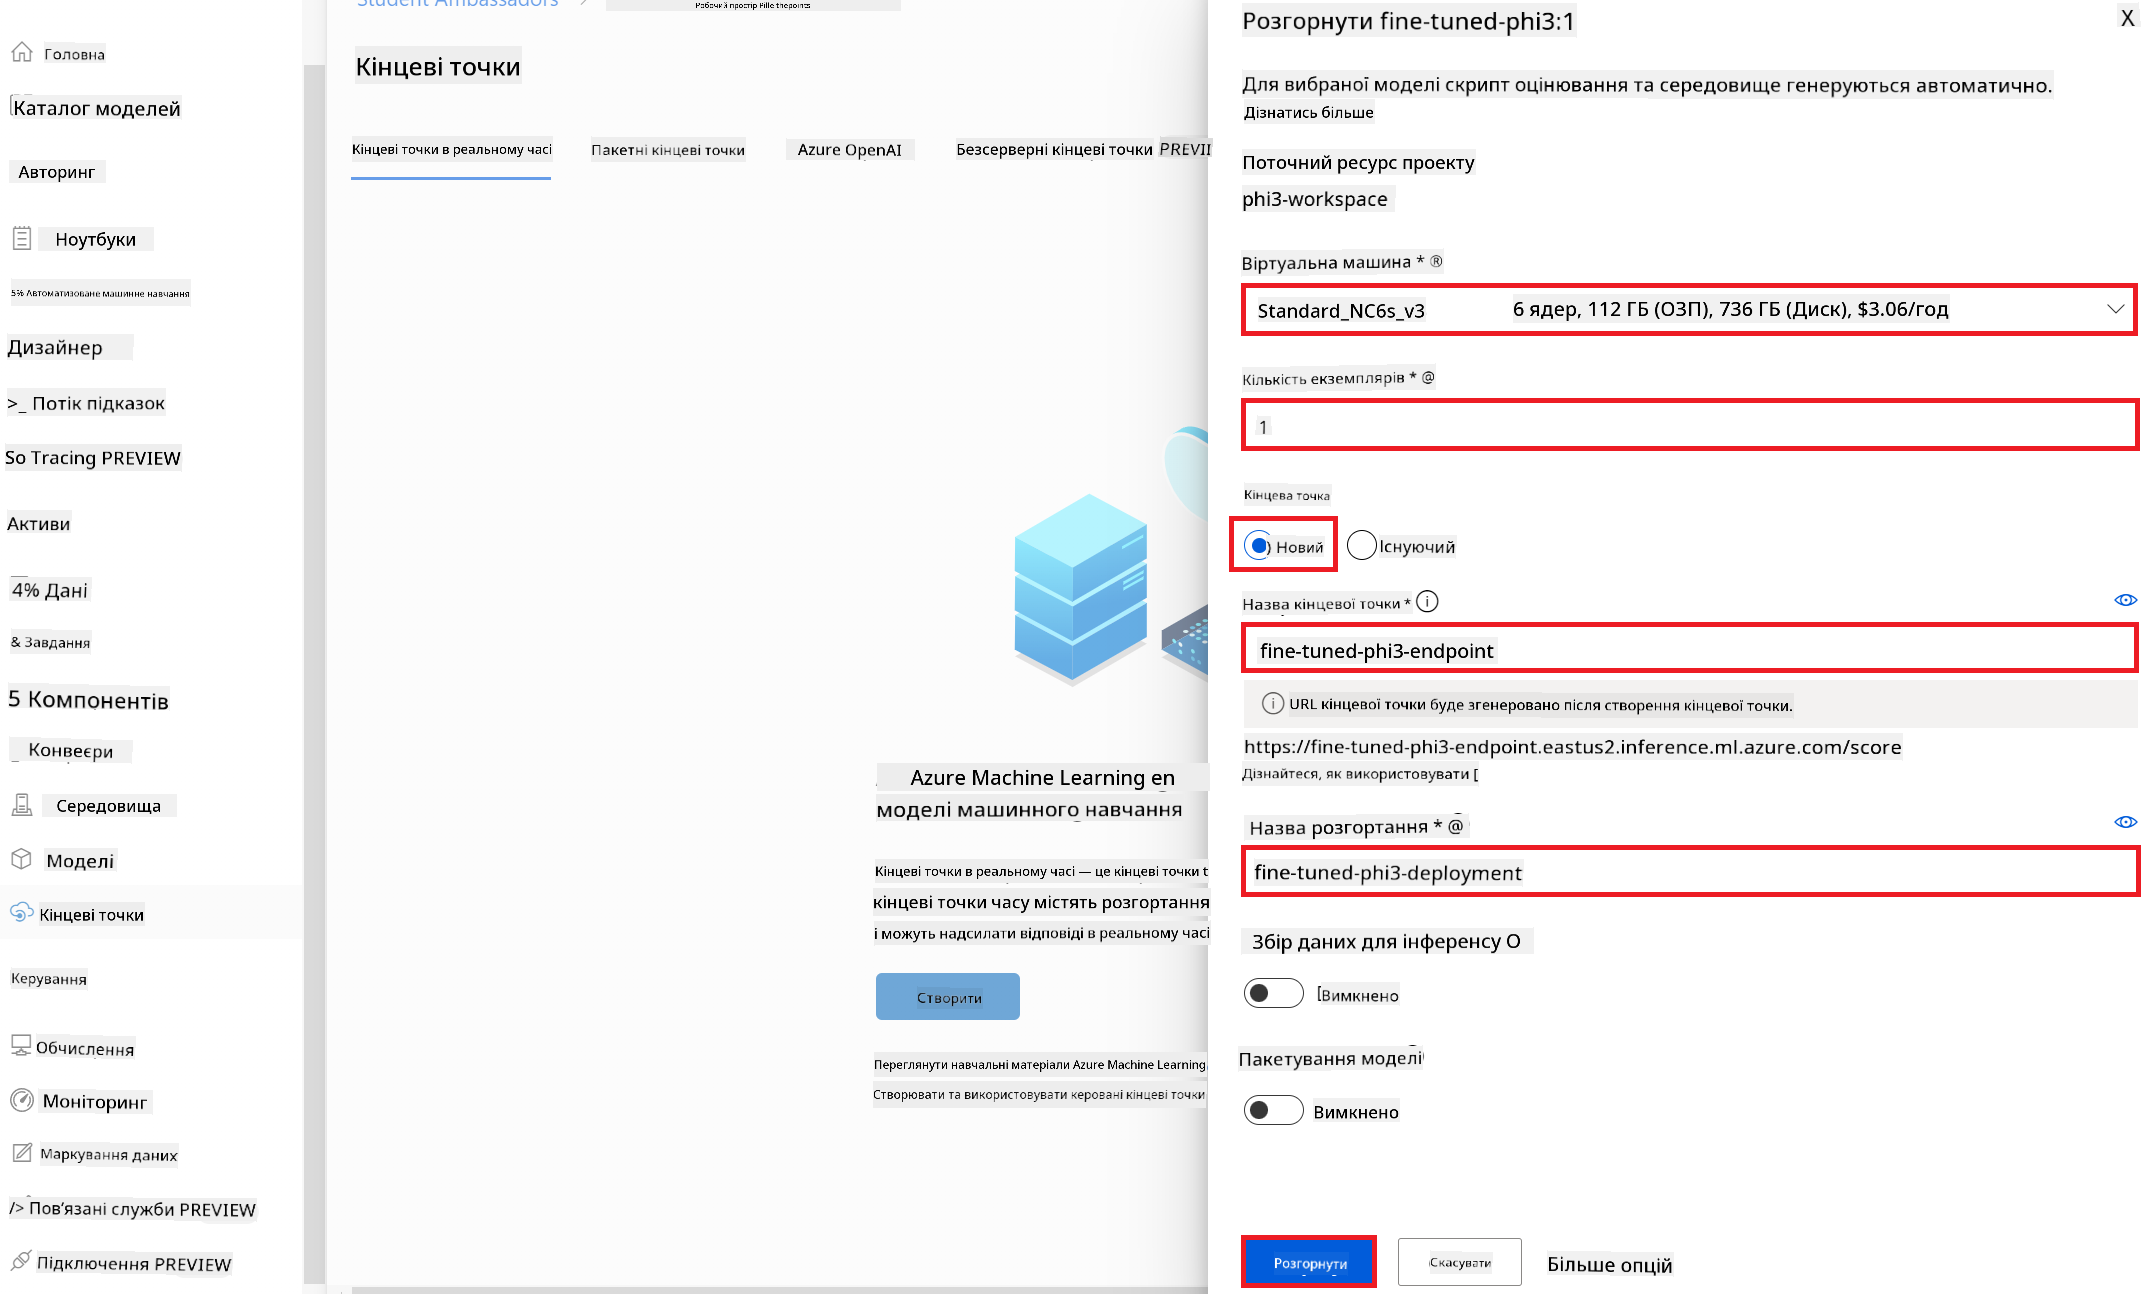 Student Ambassadors
Робочий простір Pille thepoints
Головна
Каталог моделей
Авторинг
Ноутбуки
5% Автоматизоване машинне навчання
Дизайнер
>_ Потік підказок
So Tracing PREVIEW
Активи
4% Дані
& Завдання
5 Компонентів
Конвеєри
Середовища
Моделі
Кінцеві точки
Керування
Обчислення
Моніторинг
Маркування даних
/> Пов’язані служби PREVIEW
Підключення PREVIEW
Кінцеві точки
Кінцеві точки в реальному часі
Пакетні кінцеві точки
Azure OpenAI
Безсерверні кінцеві точки PREVII
Azure Machine Learning en
моделі машинного навчання
Кінцеві точки в реальному часі — це кінцеві точки t
кінцеві точки часу містять розгортання
і можуть надсилати відповіді в реальному часі
Створити
Переглянути навчальні матеріали Azure Machine Learning
Створювати та використовувати керовані кінцеві точки
Розгорнути fine-tuned-phi3:1
X
Для вибраної моделі скрипт оцінювання та середовище генеруються автоматично.
Дізнатись більше
Поточний ресурс проекту
phi3-workspace
Віртуальна машина * ®
Standard_NC6s_v3 6 ядер, 112 ГБ (ОЗП), 736 ГБ (Диск), $3.06/год
Кількість екземплярів * @
1
Кінцева точка
Новий
Існуючий
Назва кінцевої точки *
fine-tuned-phi3-endpoint
URL кінцевої точки буде згенеровано після створення кінцевої точки.
https://fine-tuned-phi3-endpoint.eastus2.inference.ml.azure.com/score
Дізнайтеся, як використовувати [
Назва розгортання * @
fine-tuned-phi3-deployment
Збір даних для інференсу О
[Вимкнено
Пакетування моделі
Вимкнено
Розгорнути
Скасувати
Більше опцій